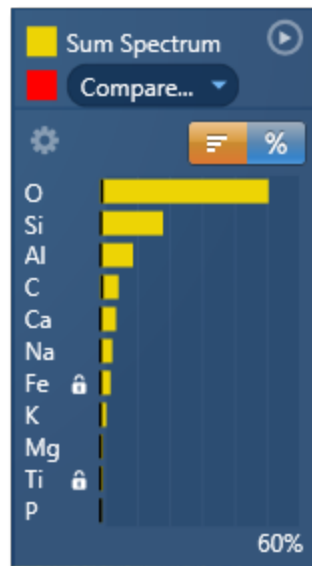 Sum Spectrum
Compare...
%
O
Si
Al
C
Ca
Na
Fe
K
Mg
Ti
P
60%